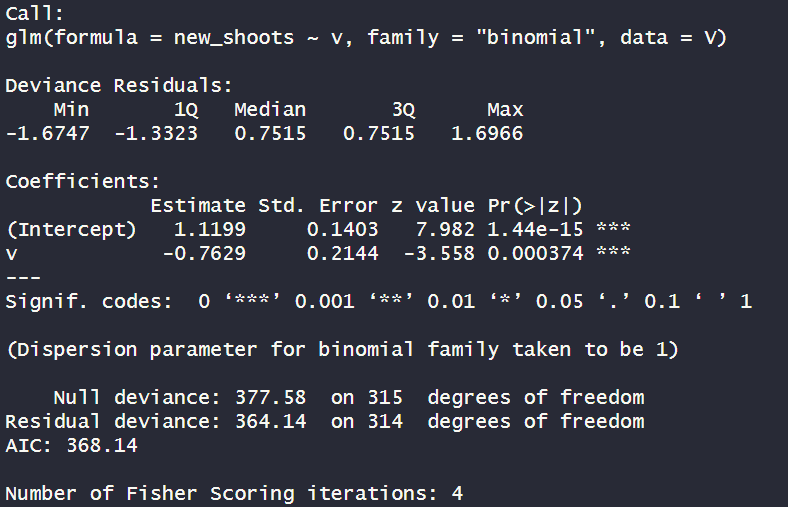 Call:
glm(formula = new_shoots ~ v, family = "binomial", data = V)
Deviance Residuals:
    Min       1Q   Median       3Q      Max
-1.6747  -1.3323   0.7515   0.7515   1.6966
Coefficients:
            Estimate Std. Error z value Pr(>|z|)
(Intercept)   1.1199     0.1403   7.982 1.44e-15 ***
v            -0.7629     0.2144  -3.558 0.000374 ***
---
Signif. codes:  0 ‘***’ 0.001 ‘**’ 0.01 ‘*’ 0.05 ‘.’ 0.1 ‘ ’ 1
(Dispersion parameter for binomial family taken to be 1)
    Null deviance: 377.58  on 315  degrees of freedom
Residual deviance: 364.14  on 314  degrees of freedom
AIC: 368.14
Number of Fisher Scoring iterations: 4